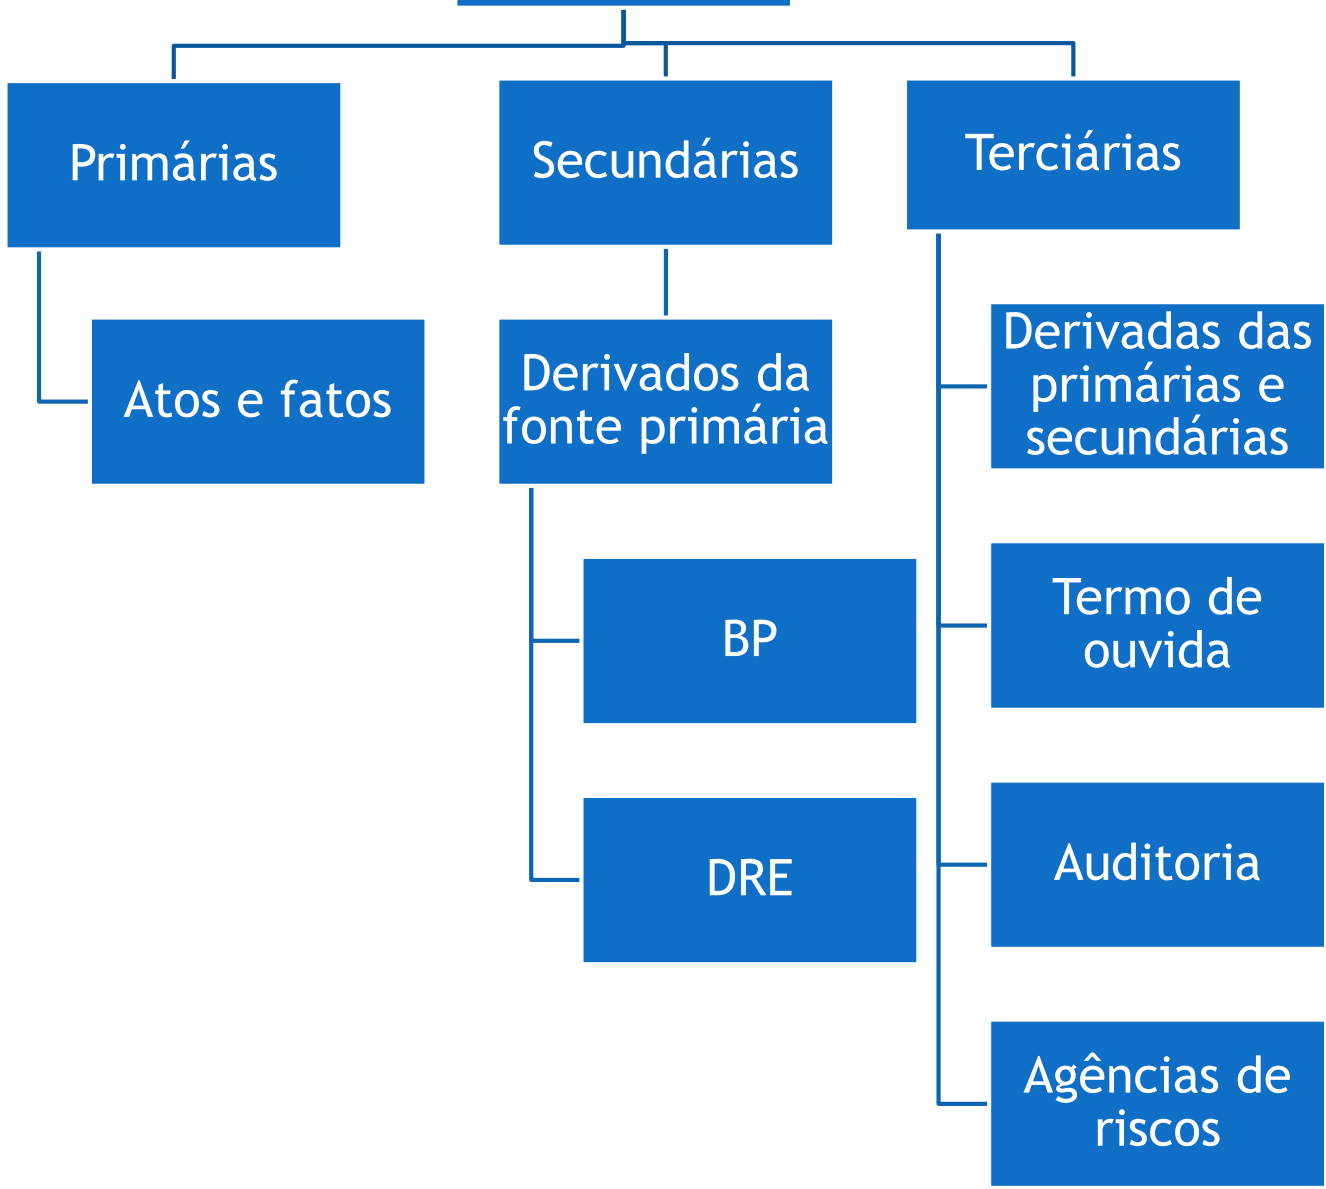 Primárias
Atos e fatos
Secundárias
Derivados da
fonte primária
BP
DRE
Terciárias
Derivadas das
primárias e
secundárias
Termo de
ouvida
Auditoria
Agências de
riscos